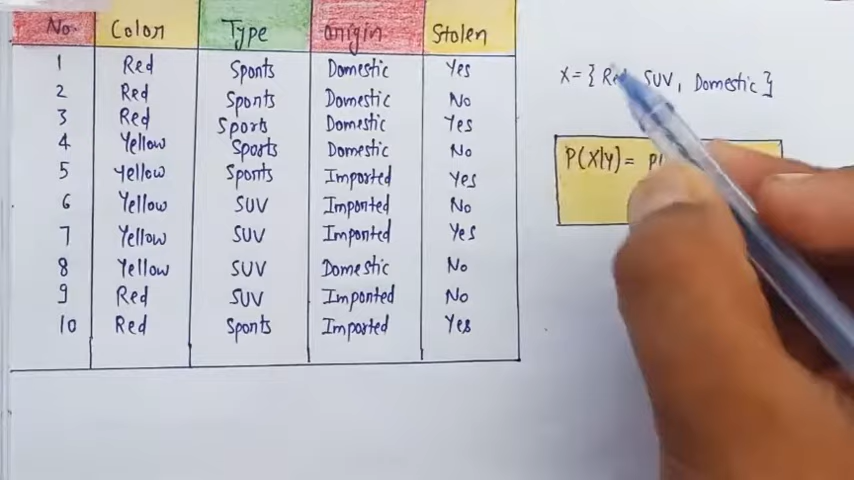 No. Color Type Origin Stolen
1 Red Sports Domestic Yes
2 Red Sports Domestic No
3 Red Sports Domestic Yes
4 Yellow Sports Domestic No
5 Yellow Sports Imported Yes
6 Yellow SUV Imported No
7 Yellow SUV Imported Yes
8 Yellow SUV Domestic No
9 Red SUV Imported No
10 Red Sports Imported Yes
X = { Red SUV, Domestic }
P(X|Y) = P(